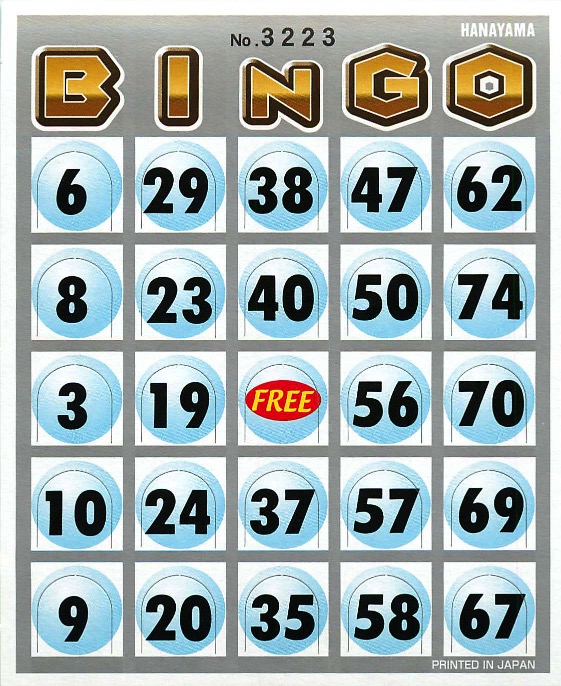 No.3223
HANAYAMA
BINGO
6 29 38 47 62
8 23 40 50 74
3 19 FREE 56 70
10 24 37 57 69
9 20 35 58 67
PRINTED IN JAPAN